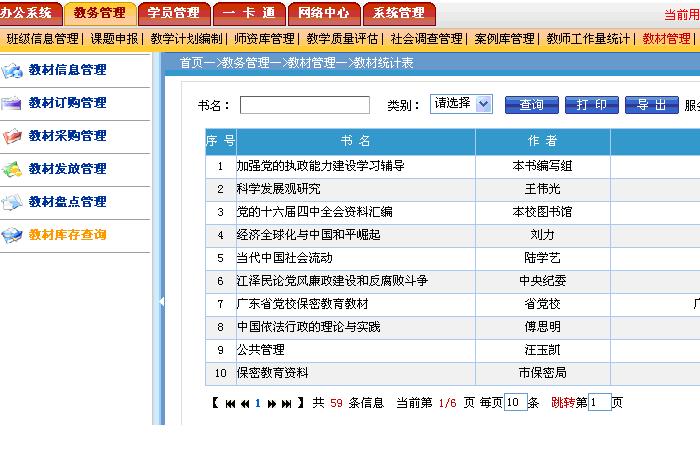 办公系统 教务管理 学员管理 一 卡 通 网络中心 系统管理 当前用
班级信息管理| 课题申报| 教学计划编制| 师资库管理| 教学质量评估| 社会调查管理| 案例库管理| 教师工作量统计| 教材管理|
首页—>教务管理—>教材管理—>教材统计表
教材信息管理
教材订购管理
教材采购管理
教材发放管理
教材盘点管理
教材库存查询
书名： 类别： 请选择 查询 打 印 导 出 服务
序 号 书 名 作 者
1 加强党的执政能力建设学习辅导 本书编写组
2 科学发展观研究 王伟光
3 党的十六届四中全会资料汇编 本校图书馆
4 经济全球化与中国和平崛起 刘力
5 当代中国社会流动 陆学艺
6 江泽民论党风廉政建设和反腐败斗争 中央纪委
7 广东省党校保密教育教材 省党校 广
8 中国依法行政的理论与实践 傅思明
9 公共管理 汪玉凯
10 保密教育资料 市保密局
【 1 】 共 59 条信息 当前第 1/6 页 每页 10 条 跳转第 1 页